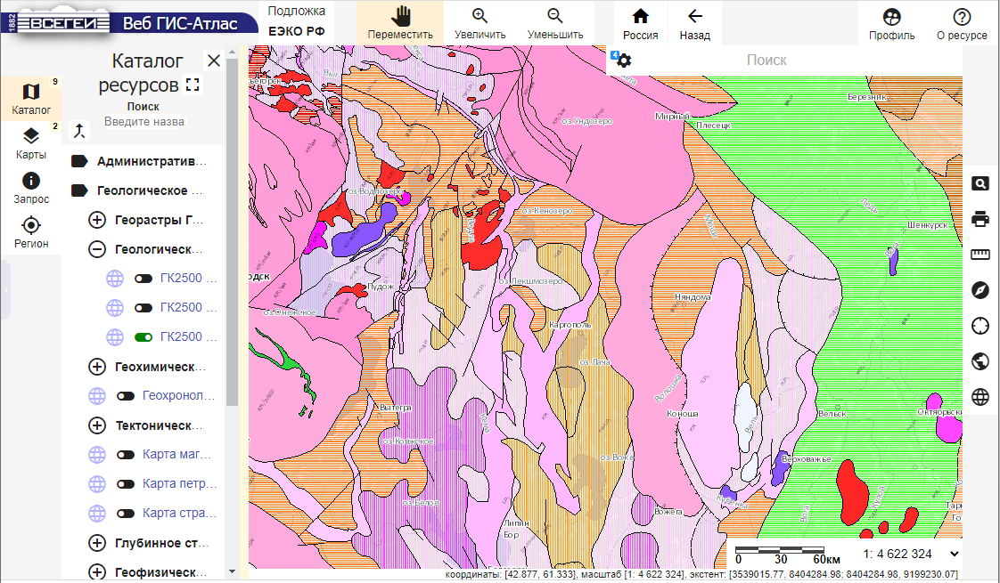 1882
ВСЕГЕИ
Веб ГИС-Атлас
Подложка
ЕЭКО РФ
Переместить
Увеличить
Уменьшить
Россия
Назад
Профиль
О ресурсе
9
Каталог
2
Карты
Запрос
Регион
Каталог
ресурсов
Поиск
Введите назва
Административ...
Геологическое ...
Георастры Г...
Геологическ...
ГК2500 ...
ГК2500 ...
ГК2500 ...
Геохимическ...
Геохронол...
Тектоническ...
Карта маг...
Карта петр...
Карта стра...
Глубинное ст...
Геофизическ...
4
Поиск
Березник
Мирный
Плесецк
оз.Ундозеро
оз.Водлозеро
оз.Кенозеро
Шенкурск
Пудож
оз.Лекшмозеро
Няндома
оз.Онежское
Каргополь
оз.Лача
Волошка
Коноша
Вельск
Октябрьски
Вытегра
оз.Ковжское
оз.Воже
Верховажье
оз.Белое
Вожега
Кубенка
Липин
Бор
0 30 60км
1: 4 622 324
координаты: [42.877, 61.333], масштаб [1: 4 622 324], экстент: [3539015.77, 8404284.98; 8404284.98, 9199230.07]